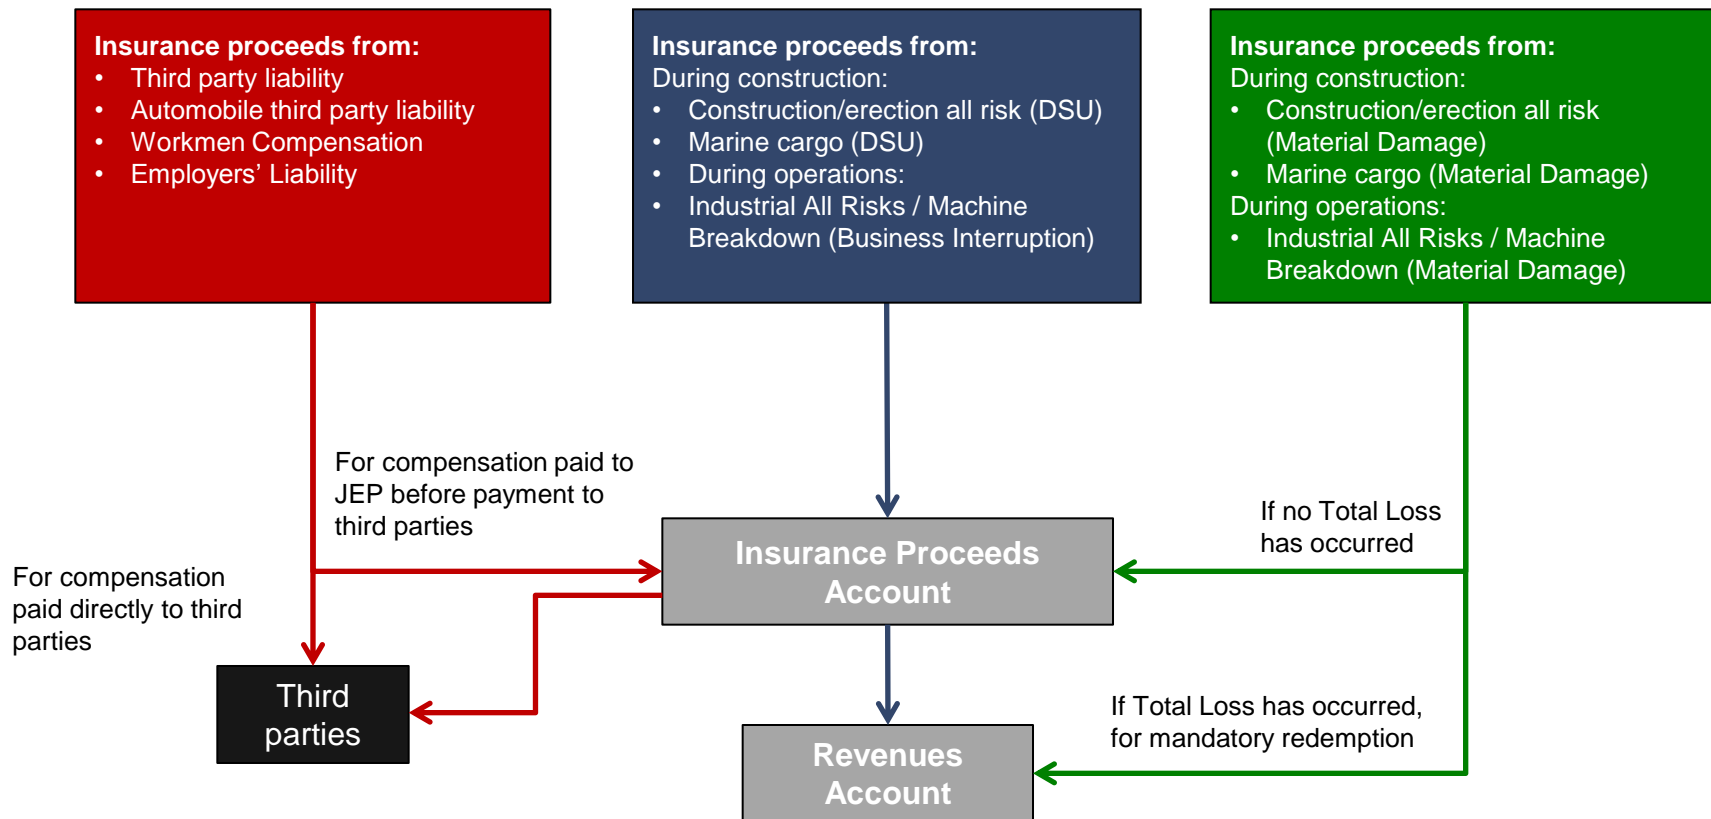 Insurance proceeds from:
• Third party liability
• Automobile third party liability
• Workmen Compensation
• Employers’ Liability
Insurance proceeds from:
During construction:
• Construction/erection all risk (DSU)
• Marine cargo (DSU)
• During operations:
• Industrial All Risks / Machine
Breakdown (Business Interruption)
Insurance proceeds from:
During construction:
• Construction/erection all risk
(Material Damage)
• Marine cargo (Material Damage)
During operations:
• Industrial All Risks / Machine
Breakdown (Material Damage)
For compensation paid to
JEP before payment to
third parties
If no Total Loss
has occurred
Insurance Proceeds
Account
For compensation
paid directly to third
parties
Third
parties
If Total Loss has occurred,
for mandatory redemption
Revenues
Account